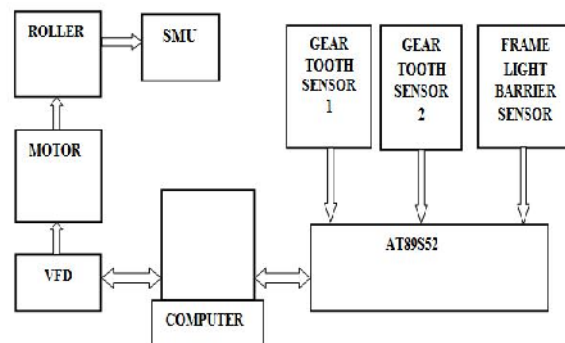 ROLLER
SMU
GEAR
TOOTH
SENSOR
1
GEAR
TOOTH
SENSOR
2
FRAME
LIGHT
BARRIER
SENSOR
MOTOR
AT89S52
VFD
COMPUTER